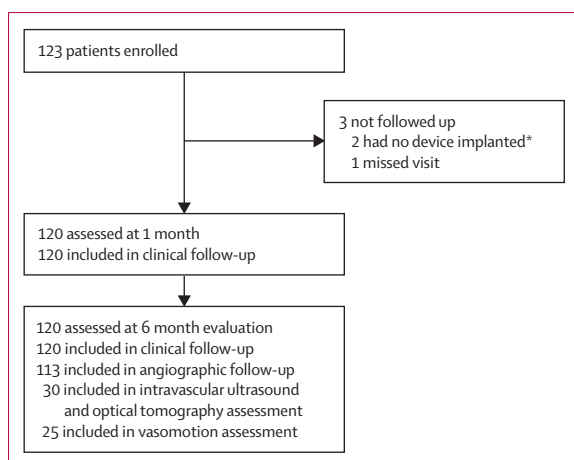 123 patients enrolled
3 not followed up
2 had no device implanted*
1 missed visit
120 assessed at 1 month
120 included in clinical follow-up
120 assessed at 6 month evaluation
120 included in clinical follow-up
113 included in angiographic follow-up
30 included in intravascular ultrasound
and optical tomography assessment
25 included in vasomotion assessment